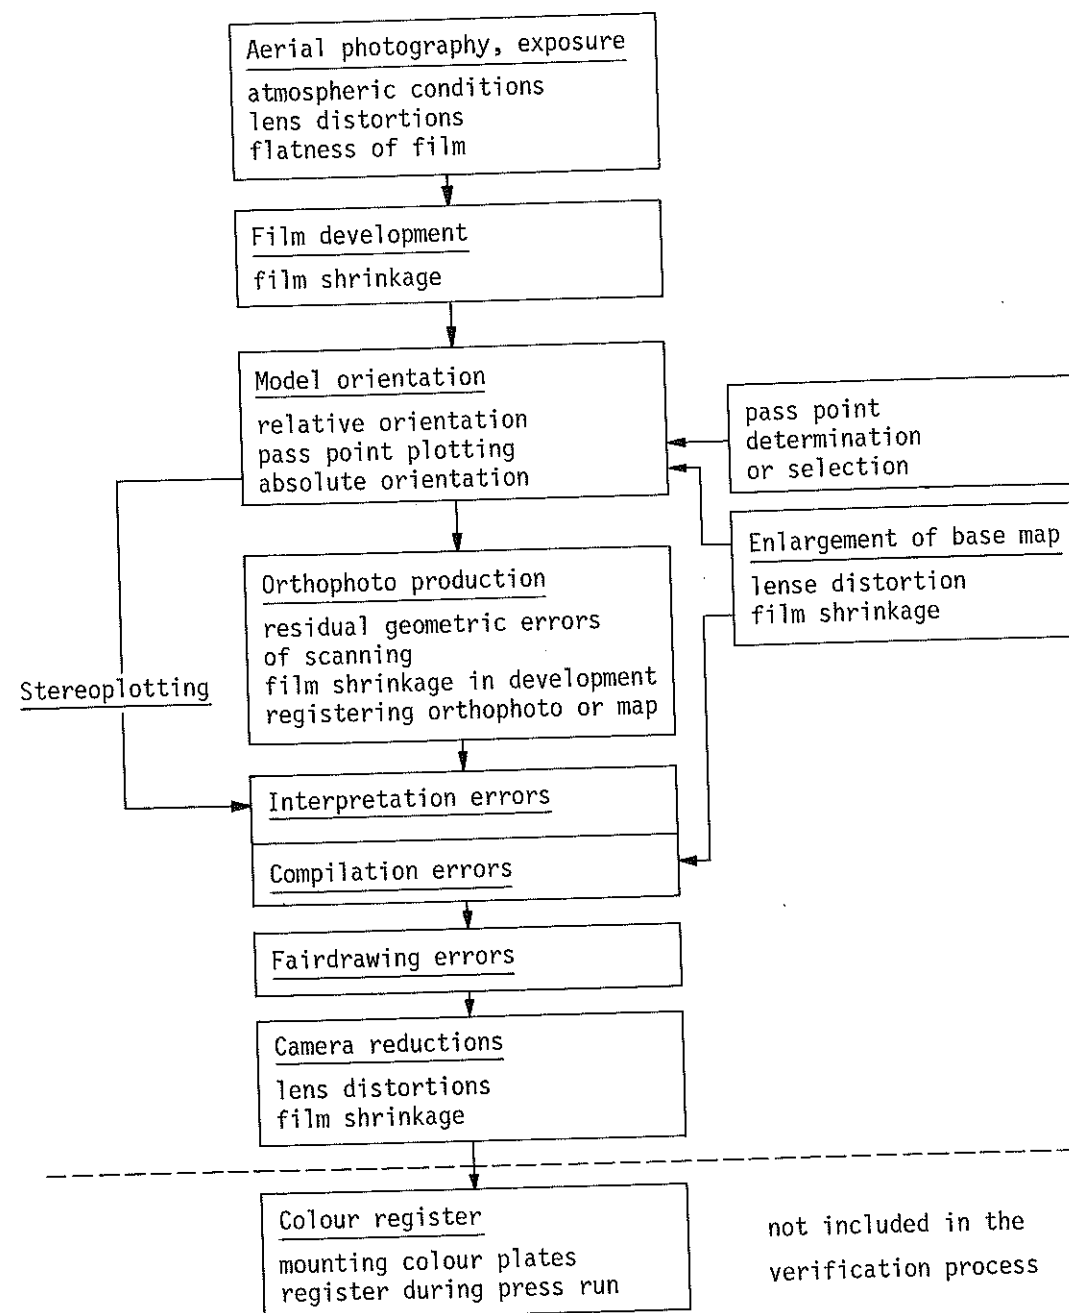 Aerial photography, exposure
atmospheric conditions
lens distortions
flatness of film
Film development
film shrinkage
Model orientation
relative orientation
pass point plotting
absolute orientation
pass point
determination
or selection
Enlargement of base map
lense distortion
film shrinkage
Orthophoto production
residual geometric errors
of scanning
film shrinkage in development
registering orthophoto or map
Stereoplotting
Interpretation errors
Compilation errors
Fairdrawing errors
Camera reductions
lens distortions
film shrinkage
Colour register
mounting colour plates
register during press run
not included in the
verification process